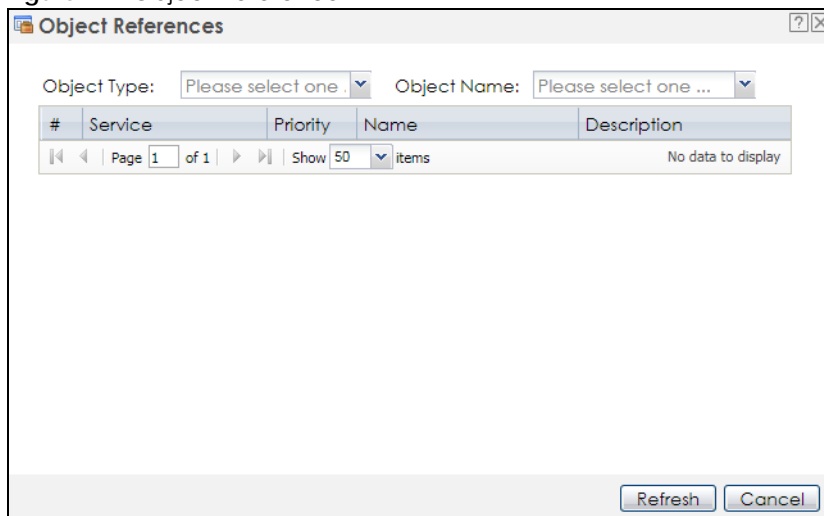 Object References
?
Object Type: Please select one . Object Name: Please select one ...
# Service Priority Name Description
Page 1 of 1 Show 50 items No data to display
Refresh Cancel